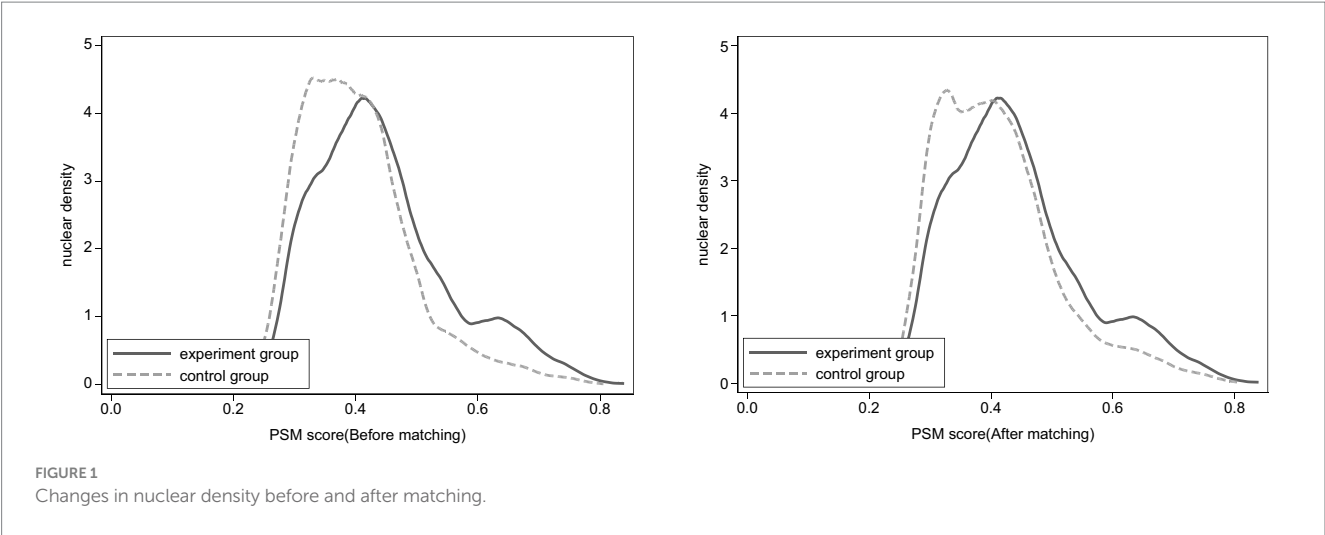 5
4
3
2
1
0
nuclear density
experiment group
control group
0.0 0.2 0.4 0.6 0.8
PSM score(Before matching)
5
4
3
2
1
0
nuclear density
experiment group
control group
0.0 0.2 0.4 0.6 0.8
PSM score(After matching)
FIGURE 1
Changes in nuclear density before and after matching.